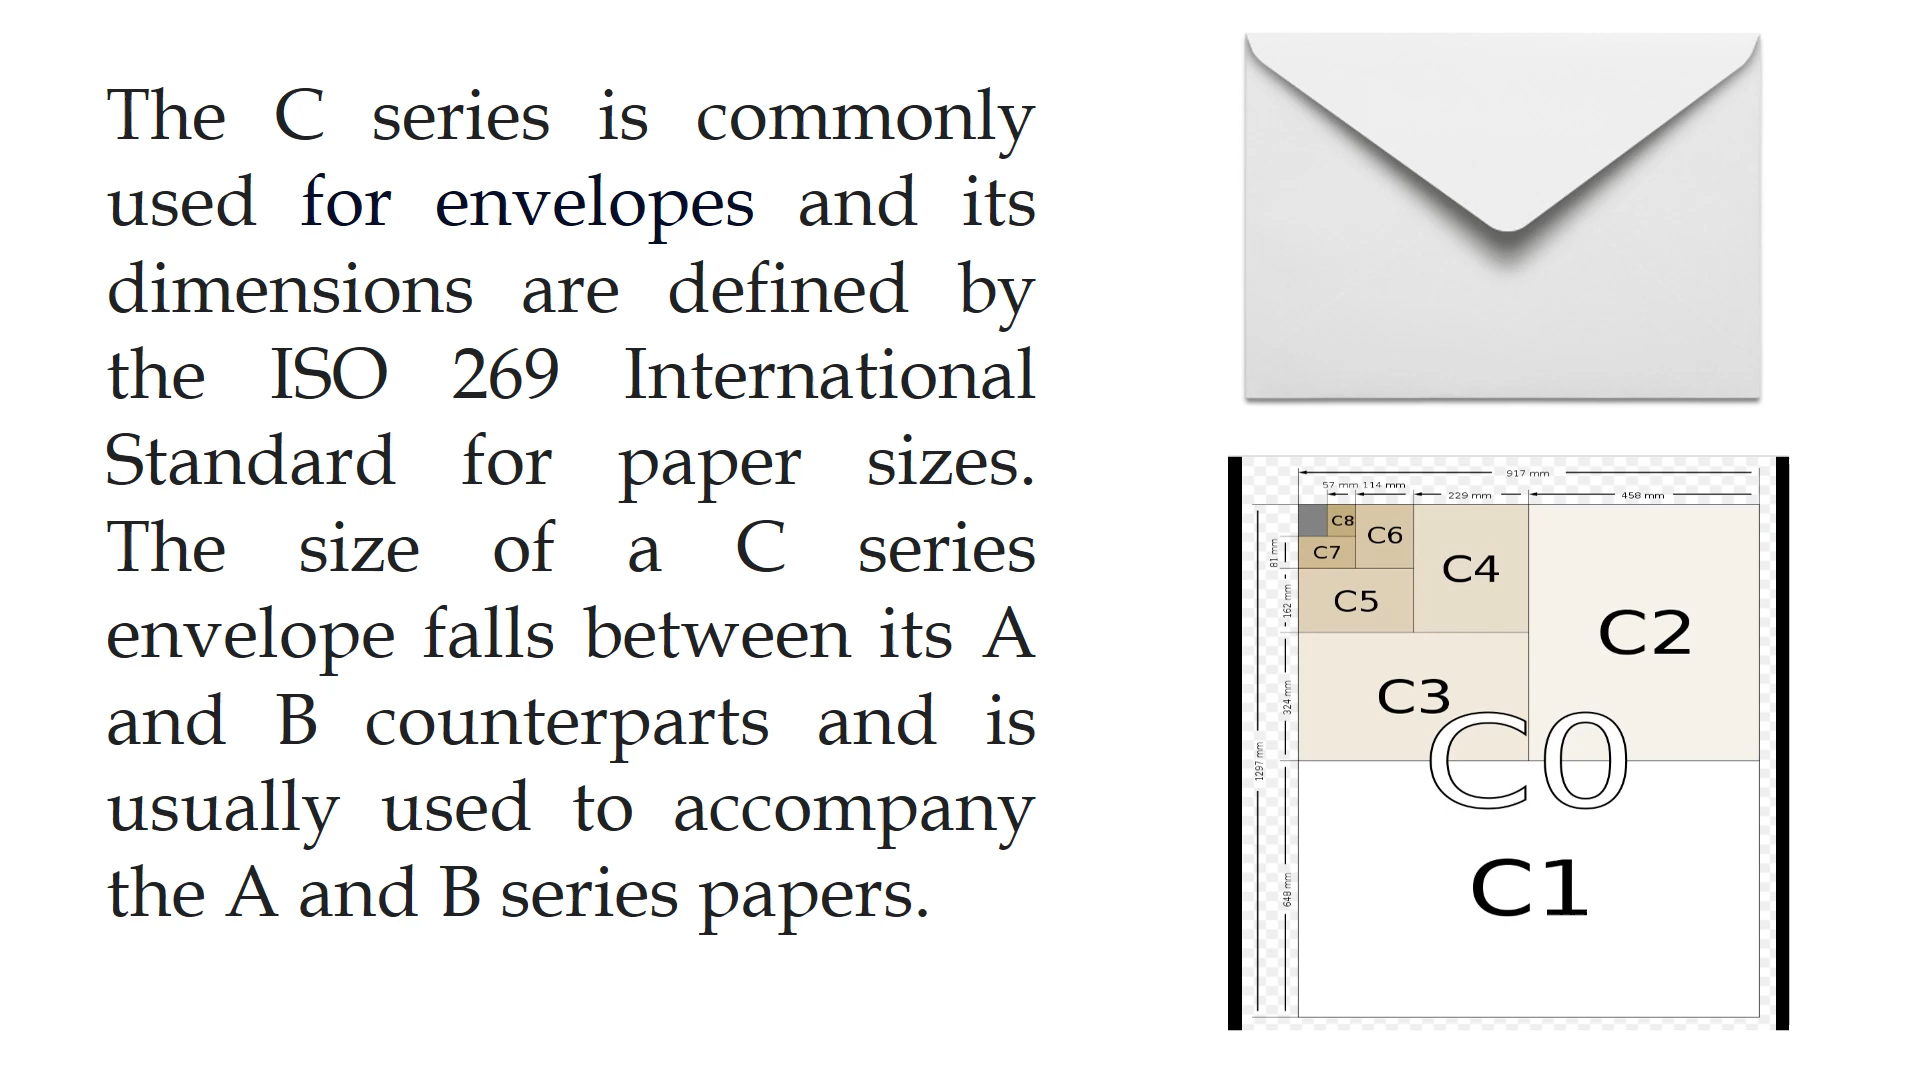 The C series is commonly
used for envelopes and its
dimensions are defined by
the ISO 269 International
Standard for paper sizes.
The size of a C series
envelope falls between its A
and B counterparts and is
usually used to accompany
the A and B series papers.
917 mm
57 mm 114 mm
229 mm
458 mm
C8
C6
C7
C4
C5
C2
C3
C0
C1
81 mm
162 mm
324 mm
1297 mm
648 mm